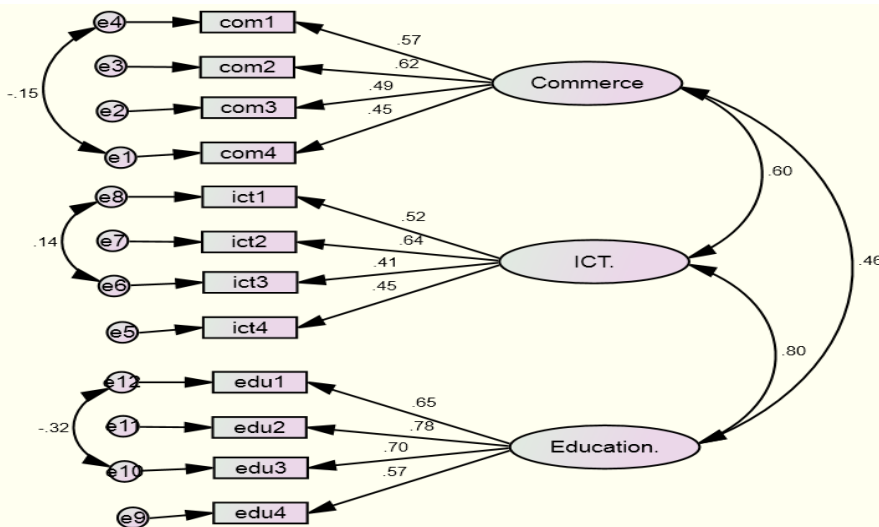 e4 com1
.57
e3 com2
.62
Commerce
-.15
e2 com3
.49
.45
e1 com4
e8 ict1
.60
.52
.14
e7 ict2
.64
ICT.
.46
e6 ict3
.41
.45
e5 ict4
.80
e12 edu1
.65
-.32
e11 edu2
.78
Education.
e10 edu3
.70
.57
e9 edu4